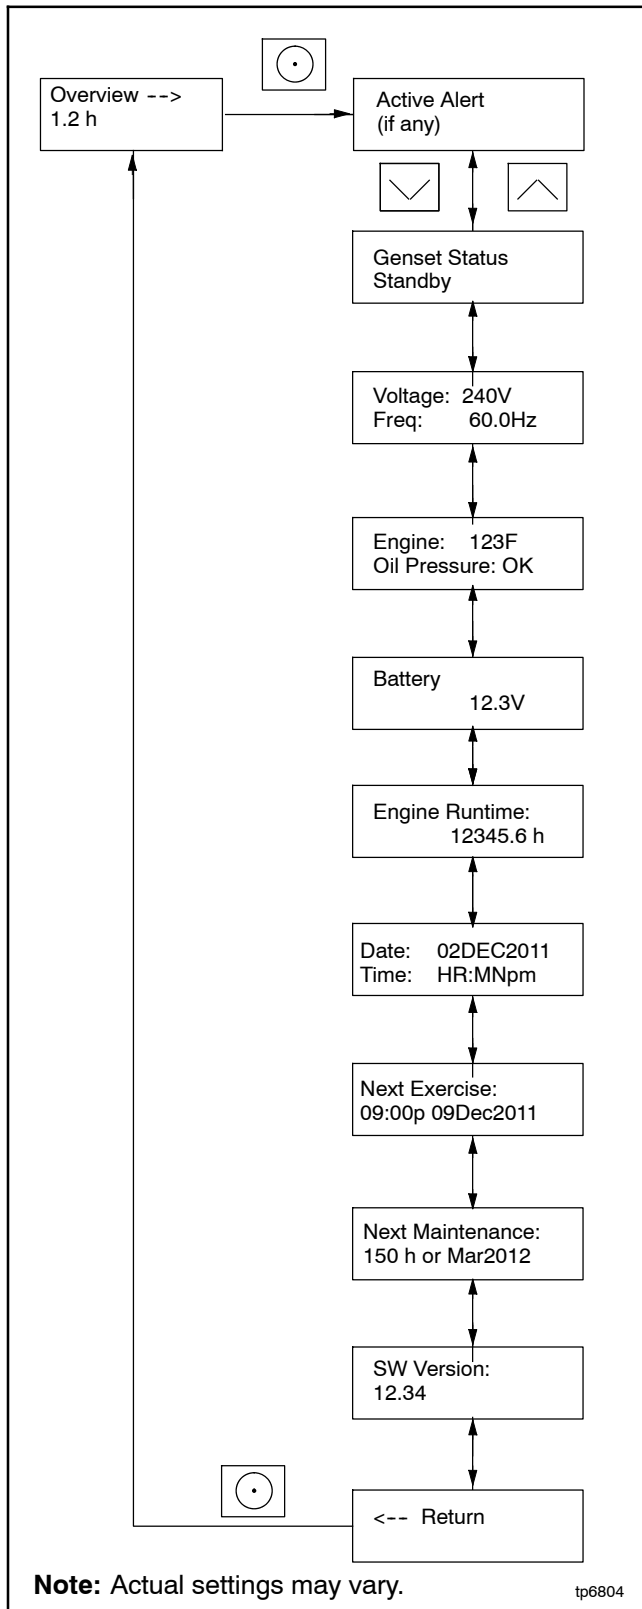 Overview -->
1.2 h
Active Alert
(if any)
Genset Status
Standby
Voltage: 240V
Freq: 60.0Hz
Engine: 123F
Oil Pressure: OK
Battery
12.3V
Engine Runtime:
12345.6 h
Date: 02DEC2011
Time: HR:MNpm
Next Exercise:
09:00p 09Dec2011
Next Maintenance:
150 h or Mar2012
SW Version:
12.34
<-- Return
Note: Actual settings may vary.
tp6804